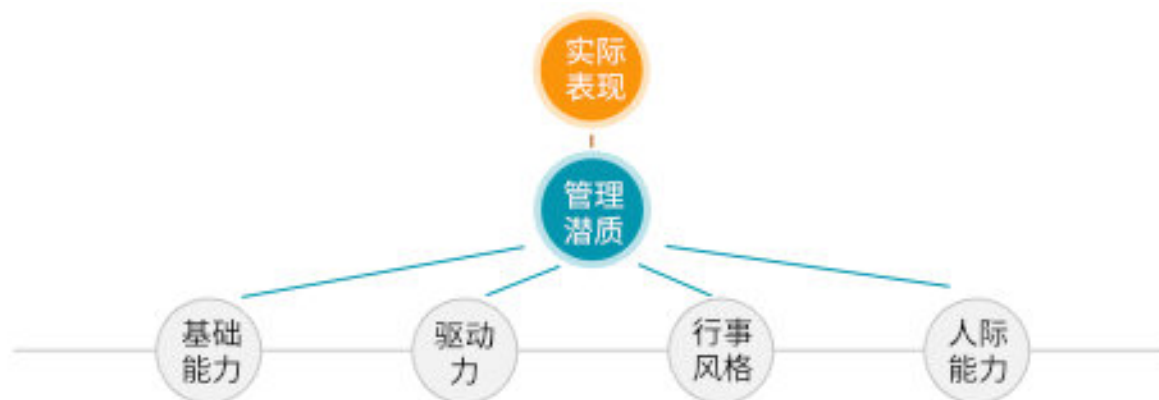 实际
表现
管理
潜质
基础
能力
驱动
力
行事
风格
人际
能力